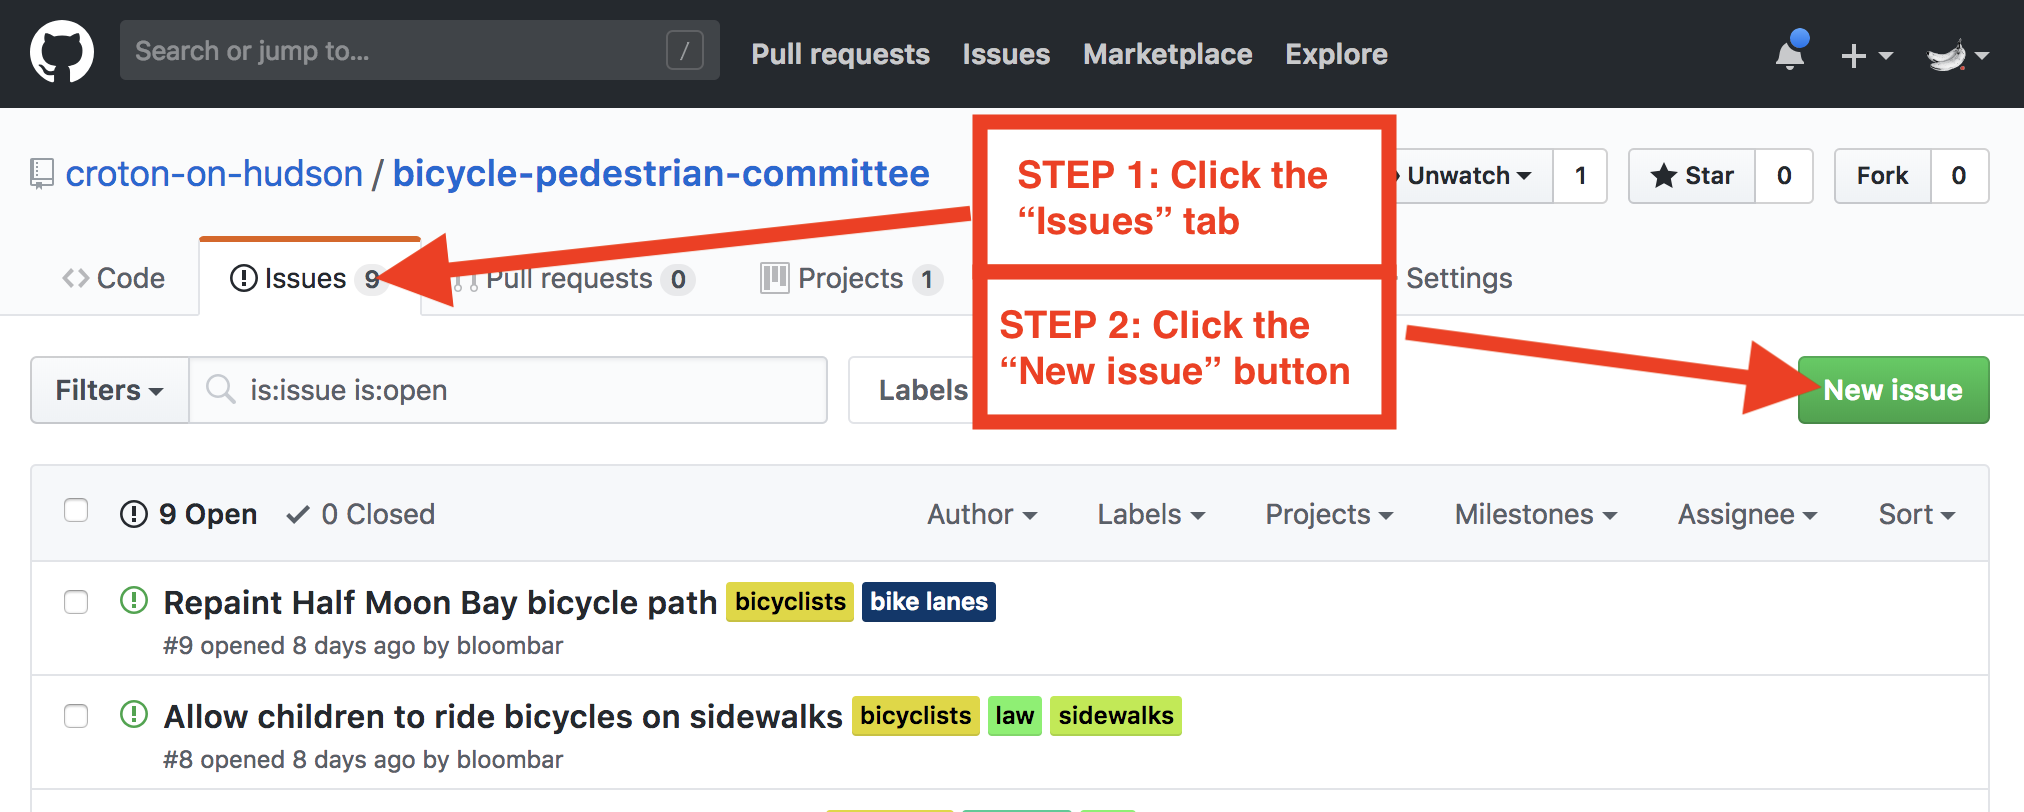 Search or jump to... /
Pull requests Issues Marketplace Explore
croton-on-hudson / bicycle-pedestrian-committee
Unwatch 1
Star 0
Fork 0
STEP 1: Click the
“Issues” tab
Code
Issues 9
Pull requests 0
Projects 1
Settings
STEP 2: Click the
“New issue” button
Filters
is:issue is:open
Labels
New issue
9 Open 0 Closed
Author Labels Projects Milestones Assignee Sort
Repaint Half Moon Bay bicycle path bicyclists bike lanes
#9 opened 8 days ago by bloombar
Allow children to ride bicycles on sidewalks bicyclists law sidewalks
#8 opened 8 days ago by bloombar